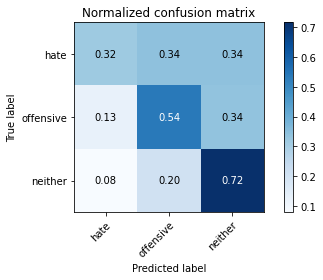 Normalized confusion matrix
True label
hate 0.32 0.34 0.34
offensive 0.13 0.54 0.34
neither 0.08 0.20 0.72
hate offensive neither
Predicted label
0.7
0.6
0.5
0.4
0.3
0.2
0.1